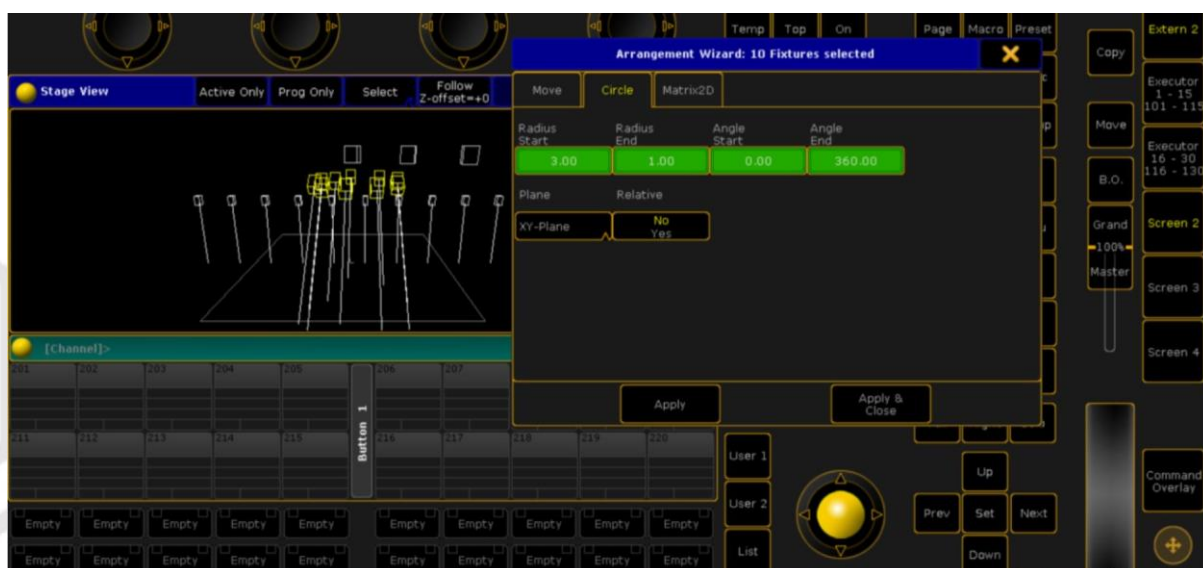 Temp Top On
Page Macro Preset
Extern 2
Copy
Arrangement Wizard: 10 Fixtures selected
Stage View
Active Only Prog Only Select Follow
Z-offset=+0
Move Circle Matrix2D
Executor
1 - 15
101 - 115
Radius
Start
Radius
End
Angle
Start
Angle
End
3.00 1.00 0.00 360.00
Move
Executor
16 - 30
116 - 130
B.O.
Plane Relative
XY-Plane
No
Yes
Grand
100%
Master
Screen 2
Screen 3
Screen 4
[Channel]>
201 202 203 204 205 206 207
Button 1
Apply
Apply &
Close
211 212 213 214 215 216 217 218 219 220
User 1
Up
Command
Overlay
User 2
Prev Set Next
Empty Empty Empty Empty Empty Empty Empty Empty Empty Empty
List
Down
Empty Empty Empty Empty Empty Empty Empty Empty Empty Empty